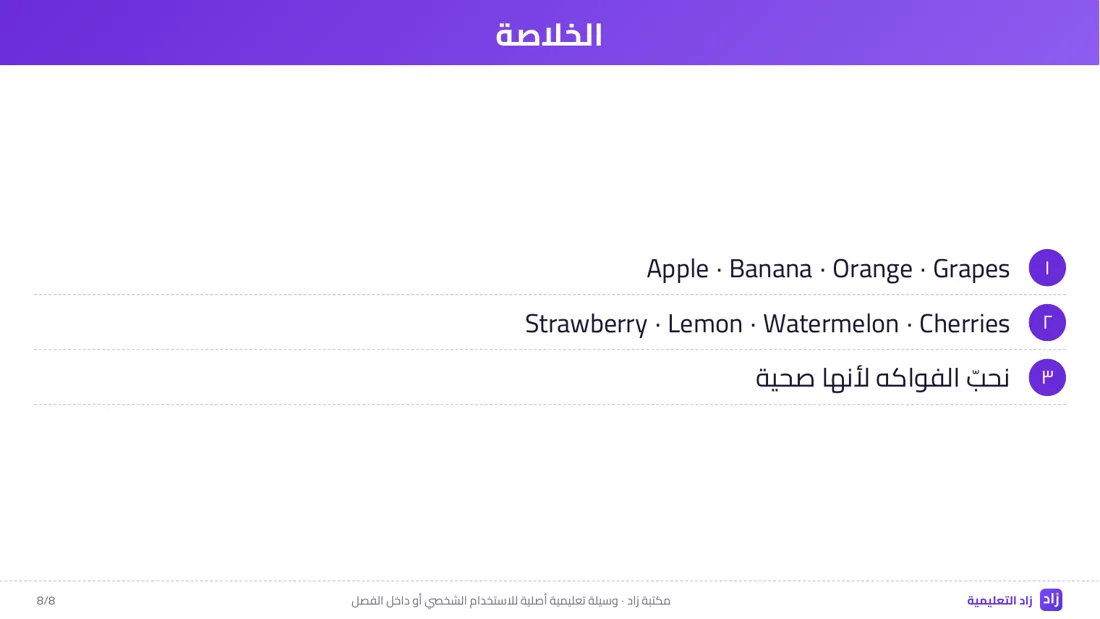 الخلاصة
١ Apple · Banana · Orange · Grapes
٢ Strawberry · Lemon · Watermelon · Cherries
٣ نحبّ الفواكه لأنها صحية
زاد زاد التعليمية
مكتبة زاد · وسيلة تعليمية أصلية للاستخدام الشخصي أو داخل الفصل
8/8